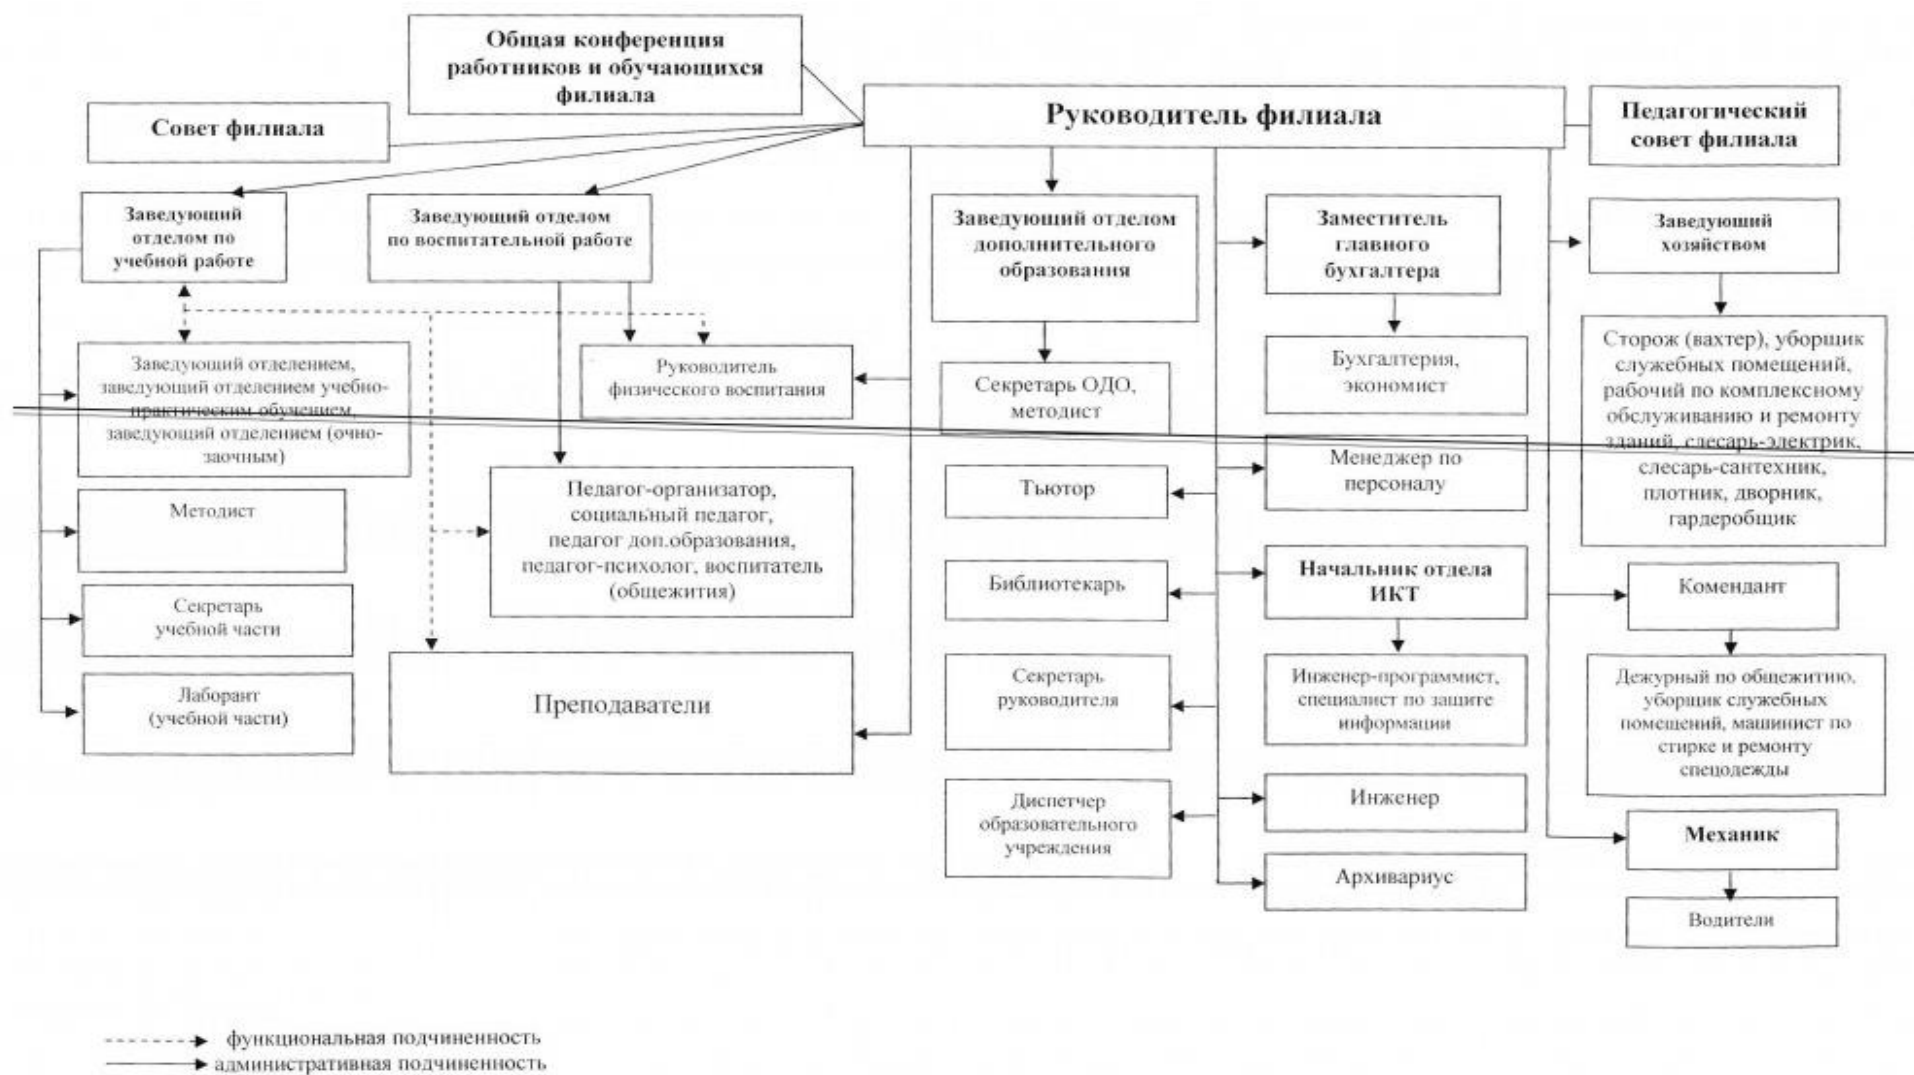 Общая конференция
работников и обучающихся
филиала
Совет филиала
Руководитель филиала
Педагогический
совет филиала
Заведующий
отделом по
учебной работе
Заведующий отделом
по воспитательной работе
Заведующий отделом
дополнительного
образования
Заместитель
главного
бухгалтера
Заведующий
хозяйством
Заведующий отделением,
заведующий отделением учебно-
практическим обучением,
заведующий отделением (очно-
заочным)
Руководитель
физического воспитания
Секретарь ОДО,
методист
Бухгалтерия,
экономист
Сторож (вахтер), уборщик
служебных помещений,
рабочий по комплексному
обслуживанию и ремонту
зданий, слесарь-электрик,
слесарь-сантехник,
плотник, дворник,
гардеробщик
Методист
Педагог-организатор,
социальный педагог,
педагог доп.образования,
педагог-психолог, воспитатель
(общежития)
Тьютор
Менеджер по
персоналу
Секретарь
учебной части
Библиотекарь
Начальник отдела
ИКТ
Комендант
Лаборант
(учебной части)
Преподаватели
Секретарь
руководителя
Инженер-программист,
специалист по защите
информации
Дежурный по общежитию,
уборщик служебных
помещений, машинист по
стирке и ремонту
спецодежды
Диспетчер
образовательного
учреждения
Инженер
Механик
Архивариус
Водители
функциональная подчиненность
административная подчиненность